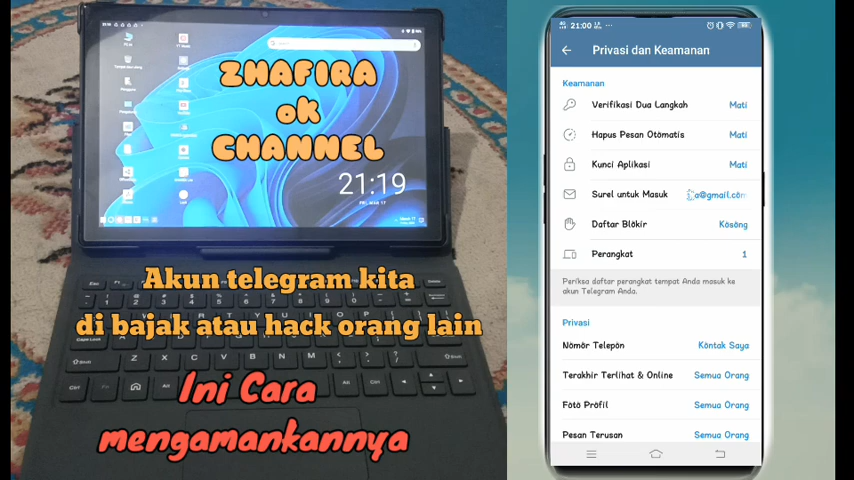 ZHAFIRA
ok
CHANNEL
21:19
Akun telegram kita
di bajak atau hack orang lain
Ini Cara
mengamankannya
21:00
Privasi dan Keamanan
Keamanan
Verifikasi Dua Langkah Mati
Hapus Pesan Otomatis Mati
Kunci Aplikasi Mati
Surel untuk Masuk a@gmail.com
Daftar Blokir Kosong
Perangkat 1
Periksa daftar perangkat tempat Anda masuk ke
akun Telegram Anda.
Privasi
Nomor Telepon Kontak Saya
Terakhir Terlihat & Online Semua Orang
Foto Profil Semua Orang
Pesan Terusan Semua Orang